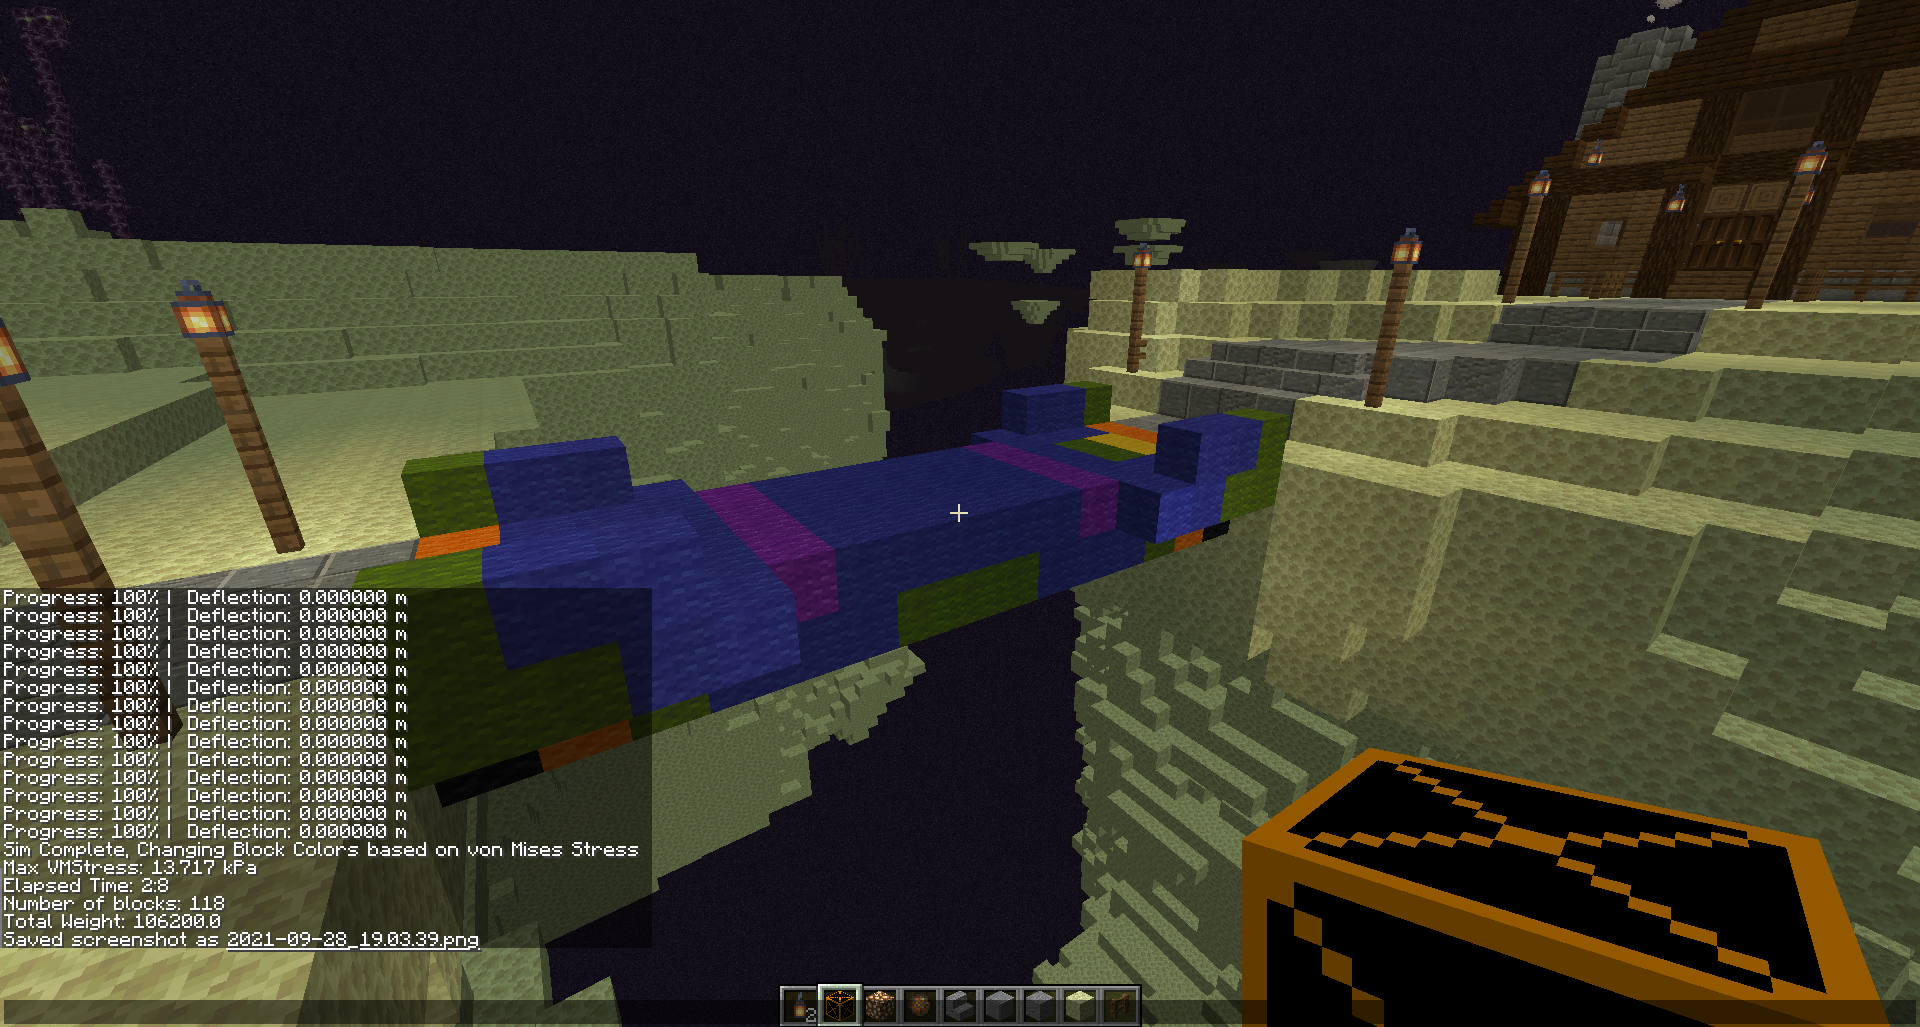 Progress: 100% | Deflection: 0.000000 m
Progress: 100% | Deflection: 0.000000 m
Progress: 100% | Deflection: 0.000000 m
Progress: 100% | Deflection: 0.000000 m
Progress: 100% | Deflection: 0.000000 m
Progress: 100% | Deflection: 0.000000 m
Progress: 100% | Deflection: 0.000000 m
Progress: 100% | Deflection: 0.000000 m
Progress: 100% | Deflection: 0.000000 m
Progress: 100% | Deflection: 0.000000 m
Progress: 100% | Deflection: 0.000000 m
Progress: 100% | Deflection: 0.000000 m
Progress: 100% | Deflection: 0.000000 m
Progress: 100% | Deflection: 0.000000 m
Sim Complete, Changing Block Colors based on von Mises Stress
Max VMStress: 13.717 kPa
Elapsed Time: 2:8
Number of blocks: 118
Total Weight: 106200.0
Saved screenshot as 2021-09-28_19.03.39.png
2